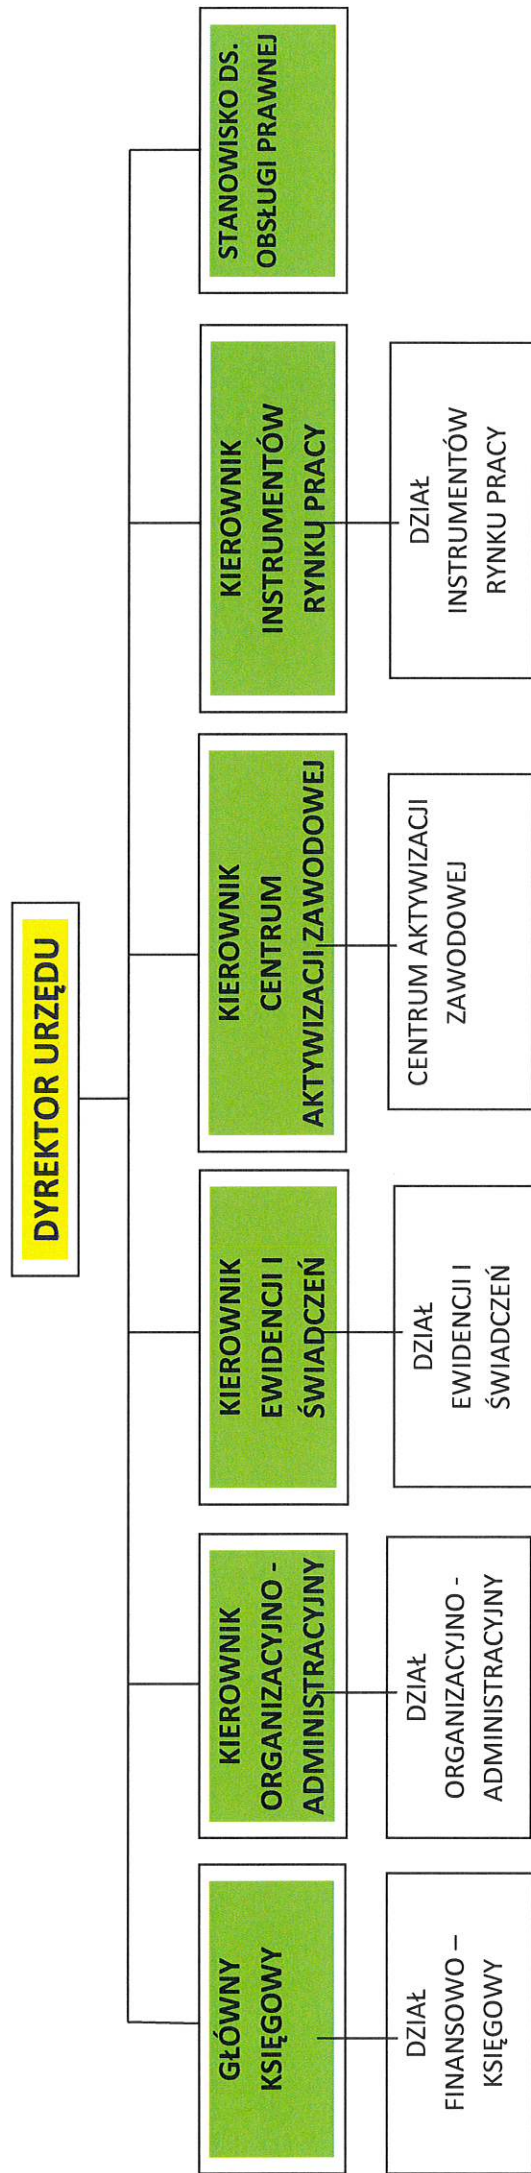 DYREKTOR URZĘDU
GŁÓWNY
KSIĘGOWY
KIEROWNIK
ORGANIZACYJNO -
ADMINISTRACYJNY
KIEROWNIK
EWIDENCJI I
ŚWIADCZEŃ
KIEROWNIK
CENTRUM
AKTYWIZACJI ZAWODOWEJ
KIEROWNIK
INSTRUMENTÓW
RYNKU PRACY
STANOWISKO DS.
OBSŁUGI PRAWNEJ
DZIAŁ
FINANSOWO –
KSIĘGOWY
DZIAŁ
ORGANIZACYJNO -
ADMINISTRACYJNY
DZIAŁ
EWIDENCJI I
ŚWIADCZEŃ
CENTRUM AKTYWIZACJI
ZAWODOWEJ
DZIAŁ
INSTRUMENTÓW
RYNKU PRACY